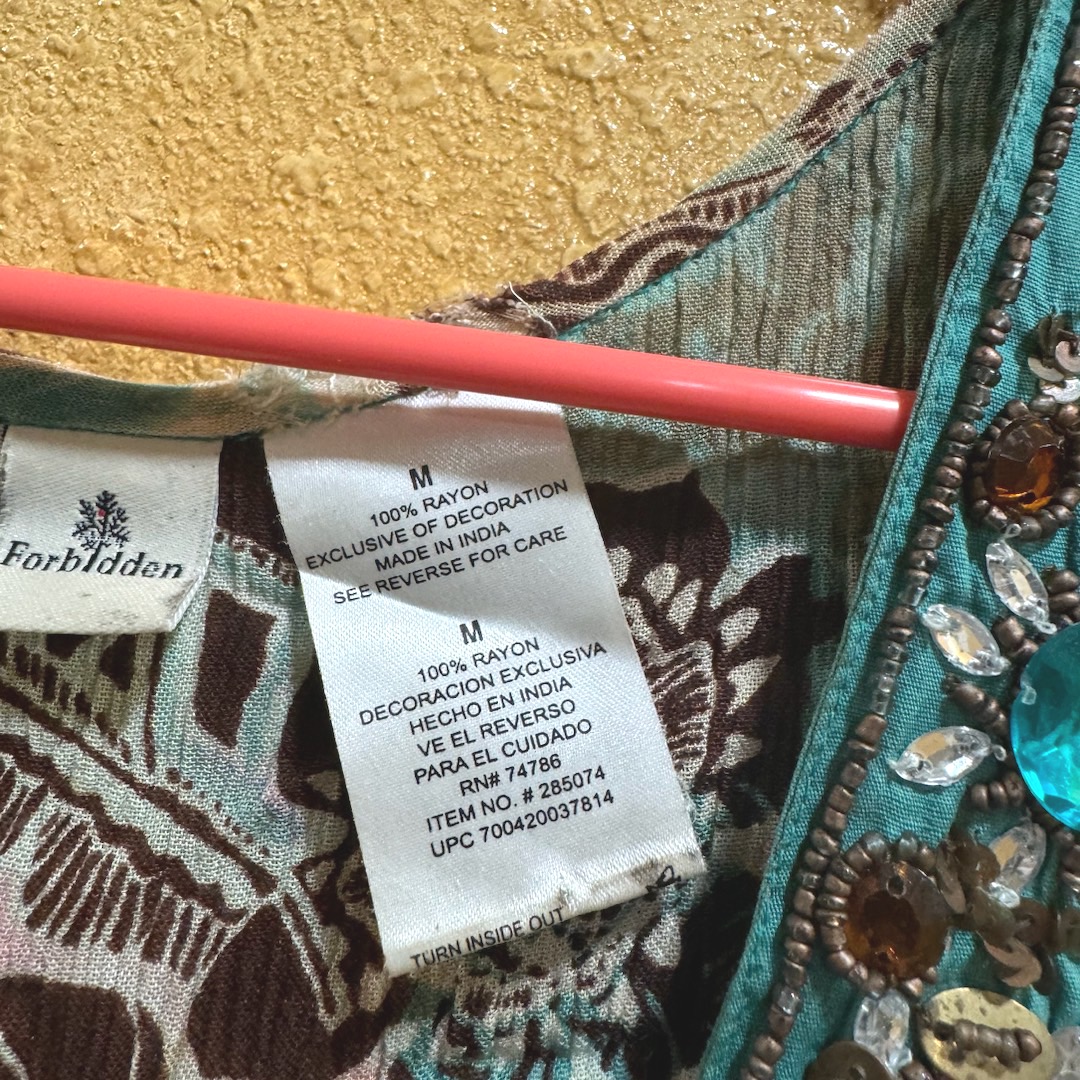 Forbidden
M
100% RAYON
EXCLUSIVE OF DECORATION
MADE IN INDIA
SEE REVERSE FOR CARE
M
100% RAYON
DECORACION EXCLUSIVA
HECHO EN INDIA
VE EL REVERSO
PARA EL CUIDADO
RN# 74786
ITEM NO. # 285074
UPC 700420037814
TURN INSIDE OUT